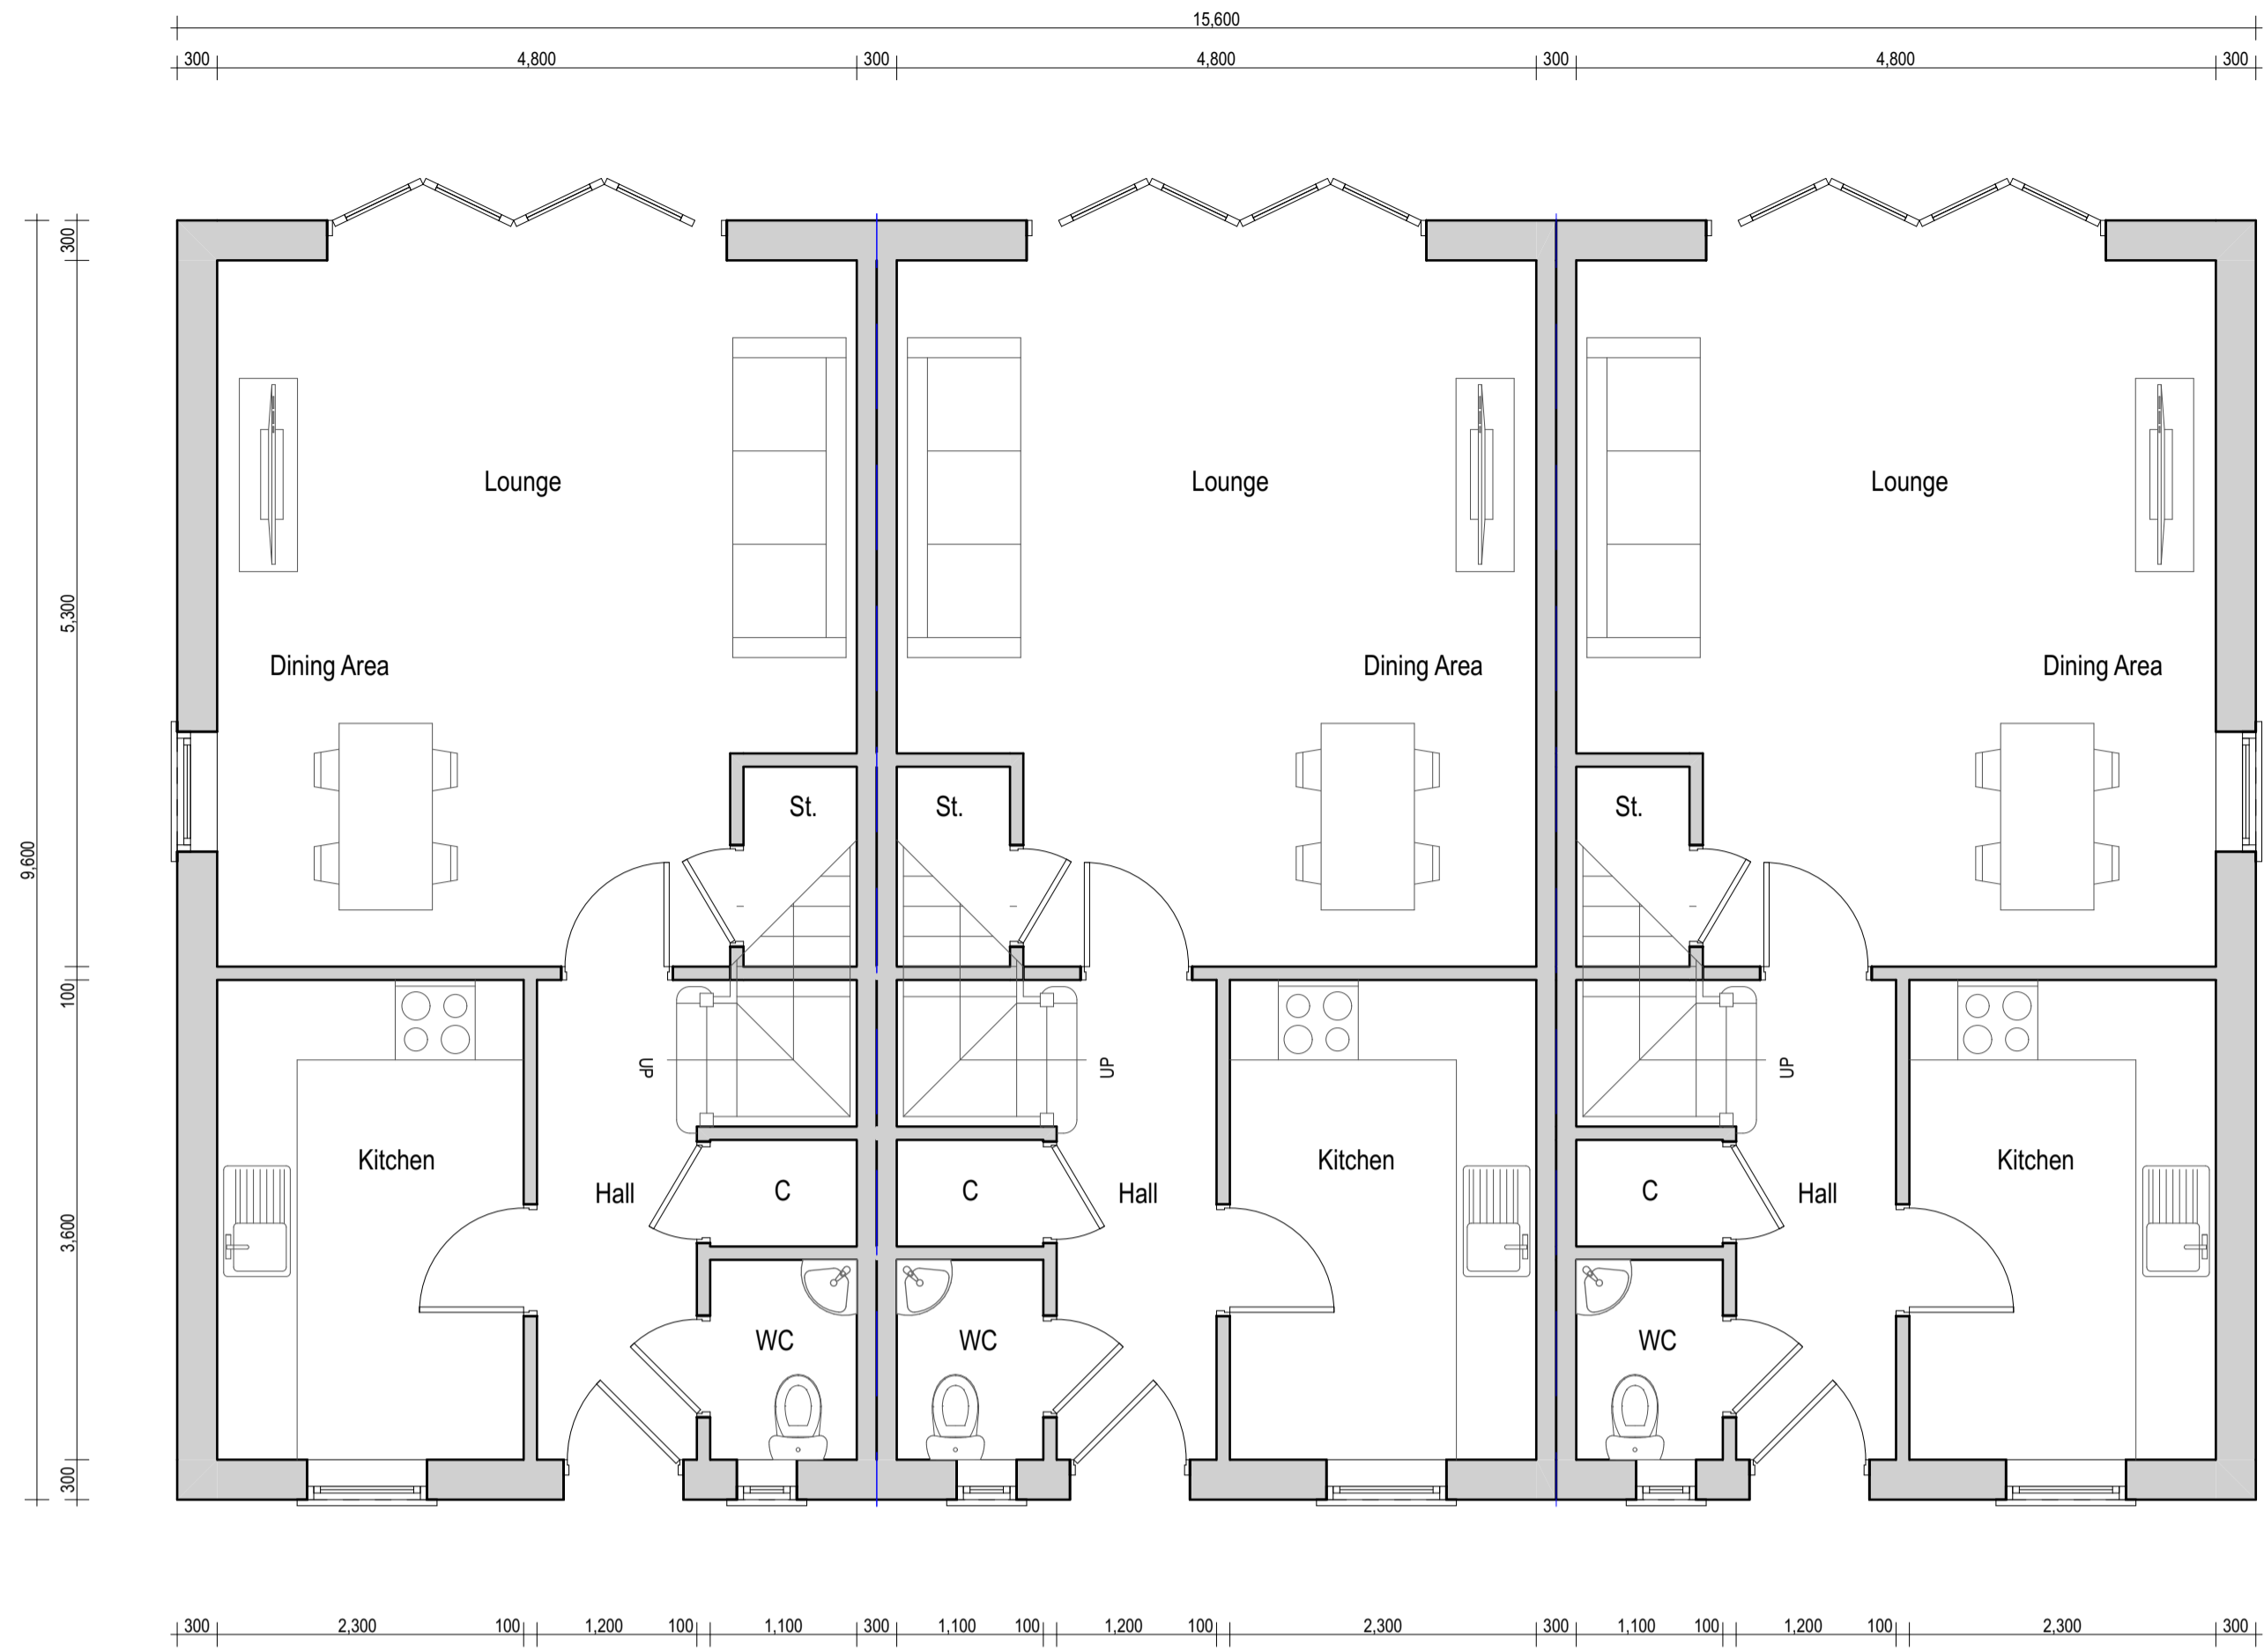 15,600
300 4,800 300 4,800 300 4,800 300
300
5,300
100
3,600
300
9,600
Lounge Lounge Lounge
Dining Area Dining Area Dining Area
St. St. St.
UP UP UP
Kitchen Kitchen Kitchen
Hall C C Hall C Hall
WC WC WC
300 2,300 100 1,200 100 1,100 300 1,100 100 1,200 100 2,300 300 1,100 100 1,200 100 2,300 300